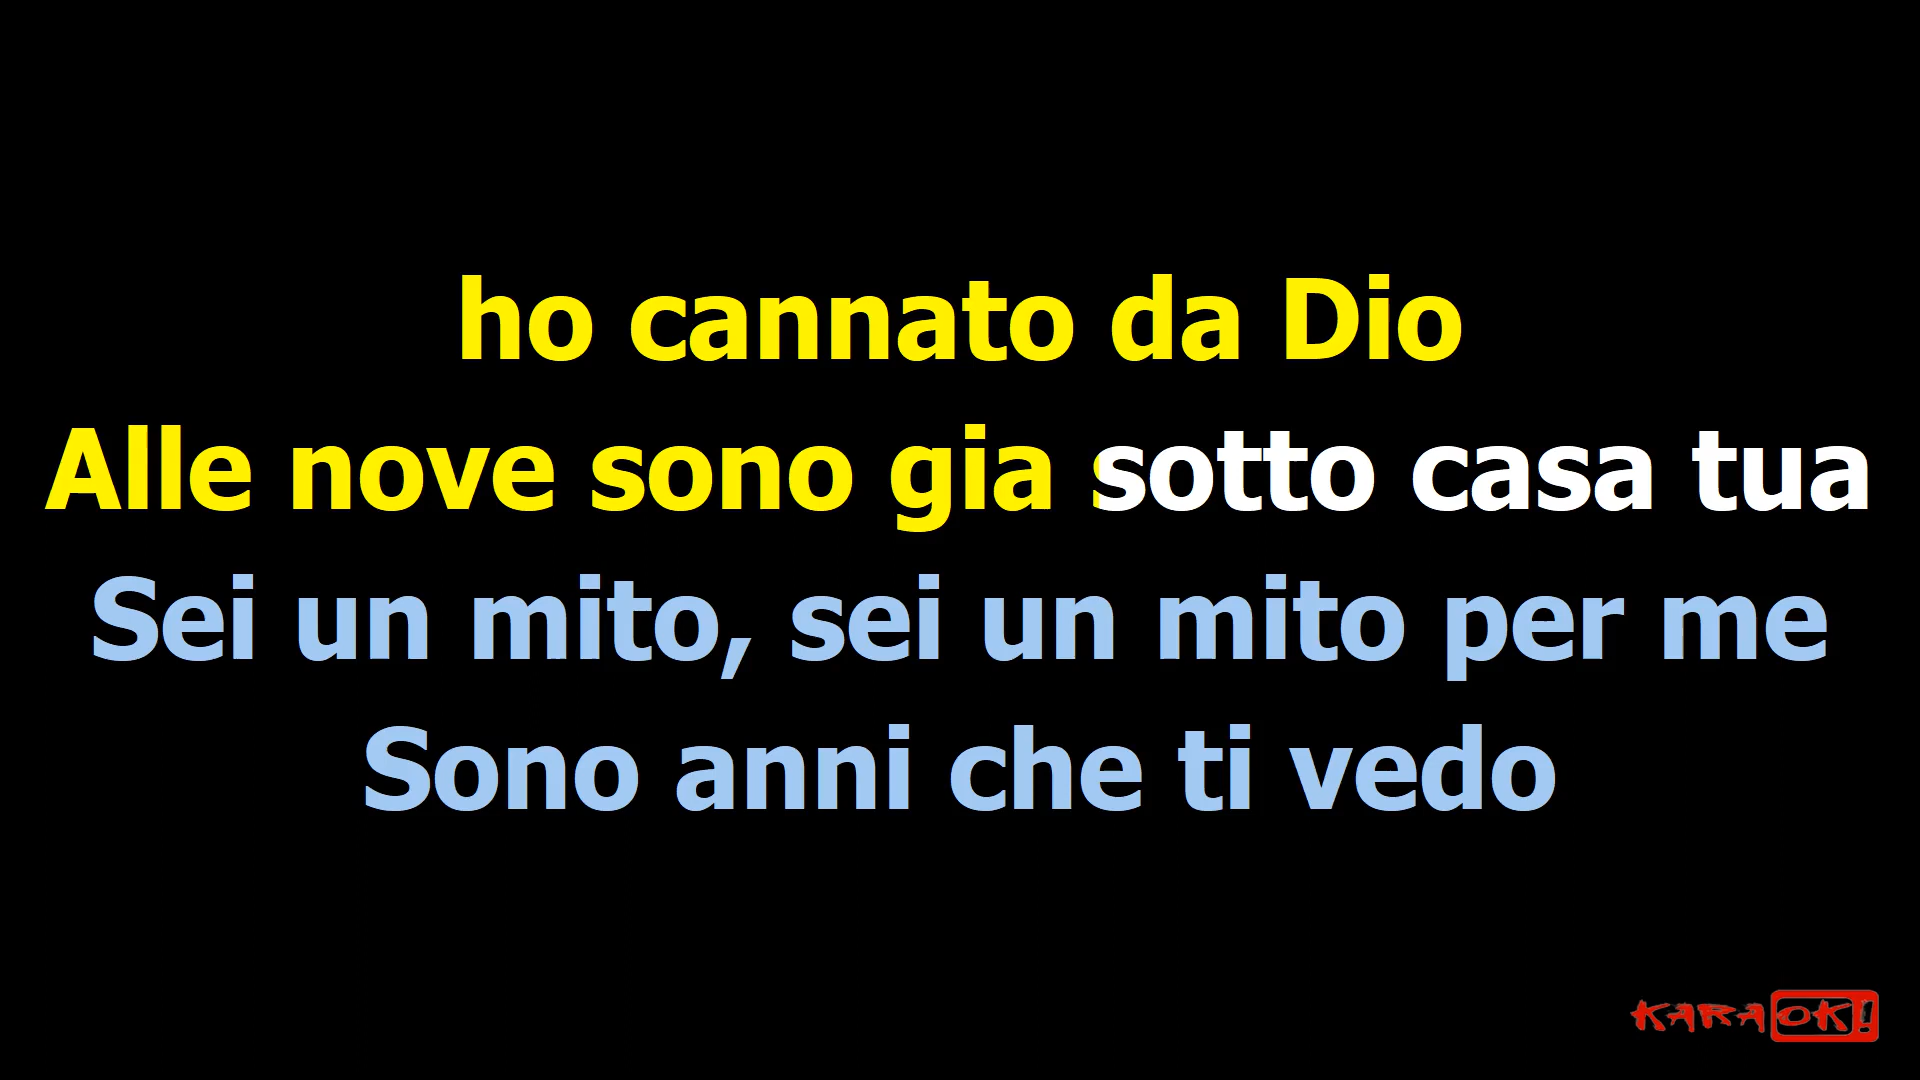 ho cannato da Dio
Alle nove sono gia sotto casa tua
Sei un mito, sei un mito per me
Sono anni che ti vedo
KARAOK!